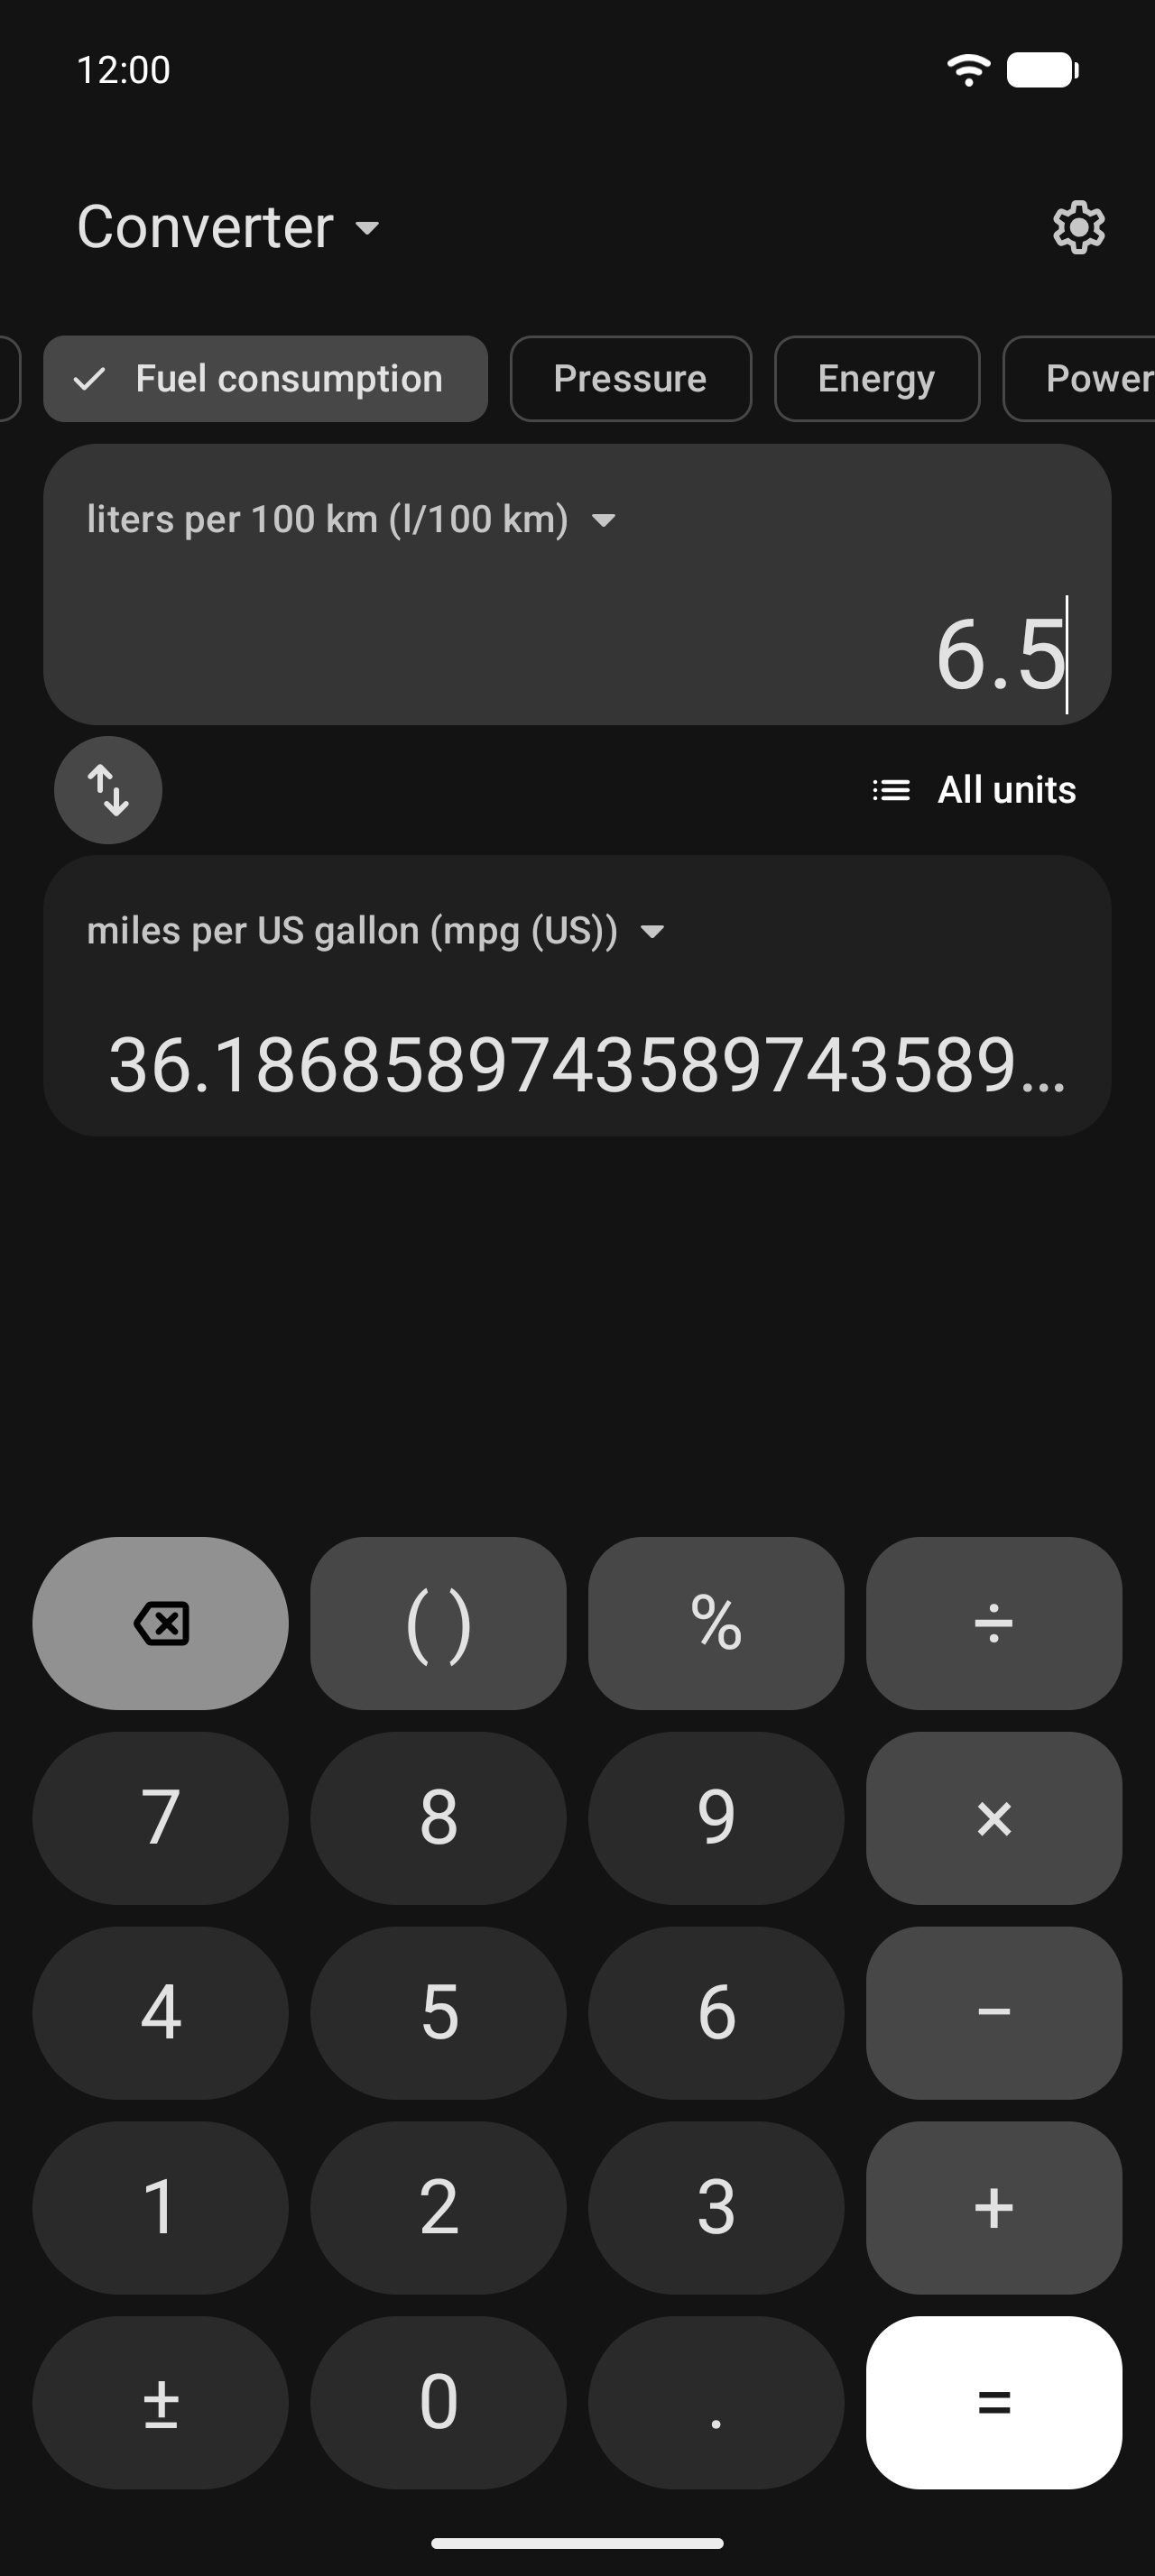 12:00
Converter
Fuel consumption
Pressure
Energy
Power
liters per 100 km (l/100 km)
6.5
All units
miles per US gallon (mpg (US))
36.1868589743589743589...
( )
%
÷
7
8
9
×
4
5
6
−
1
2
3
+
±
0
.
=